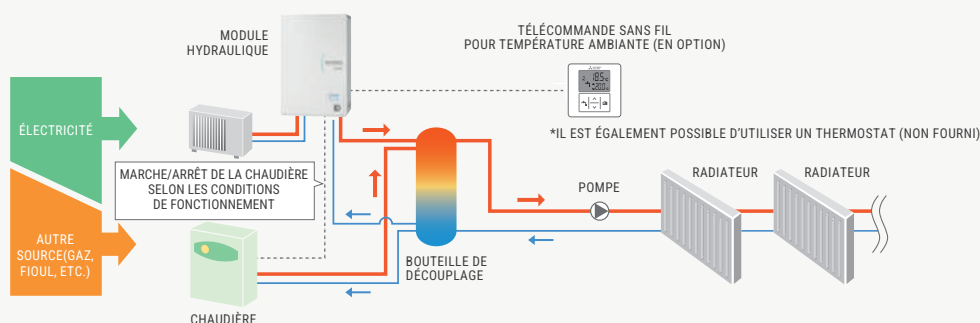 MODULE
HYDRAULIQUE
TÉLÉCOMMANDE SANS FIL
POUR TEMPÉRATURE AMBIANTE (EN OPTION)
*IL EST ÉGALEMENT POSSIBLE D'UTILISER UN THERMOSTAT (NON FOURNI)
ÉLECTRICITÉ
MARCHE/ARRÊT DE LA CHAUDIÈRE
SELON LES CONDITIONS
DE FONCTIONNEMENT
POMPE
RADIATEUR
RADIATEUR
AUTRE
SOURCE(GAZ,
FIOUL, ETC.)
BOUTEILLE DE
DÉCOUPLAGE
CHAUDIÈRE